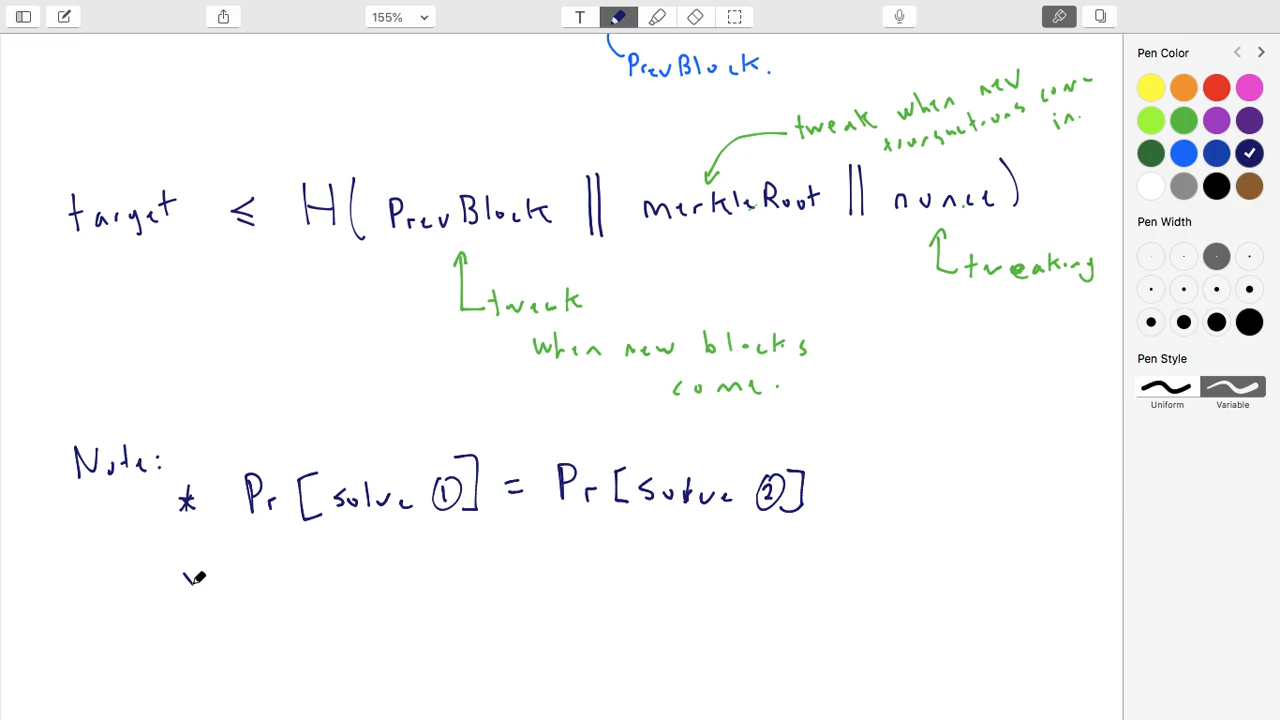 155%
T
PrevBlock.
tweak when new
transactions come
in.
target ⩽ H( PrevBlock || merkleRoot || nonce )
tweak
when new blocks
come.
tweaking
Note:
* Pr [solve ①] = Pr [solve ②]
Pen Color
Pen Width
Pen Style
Uniform
Variable